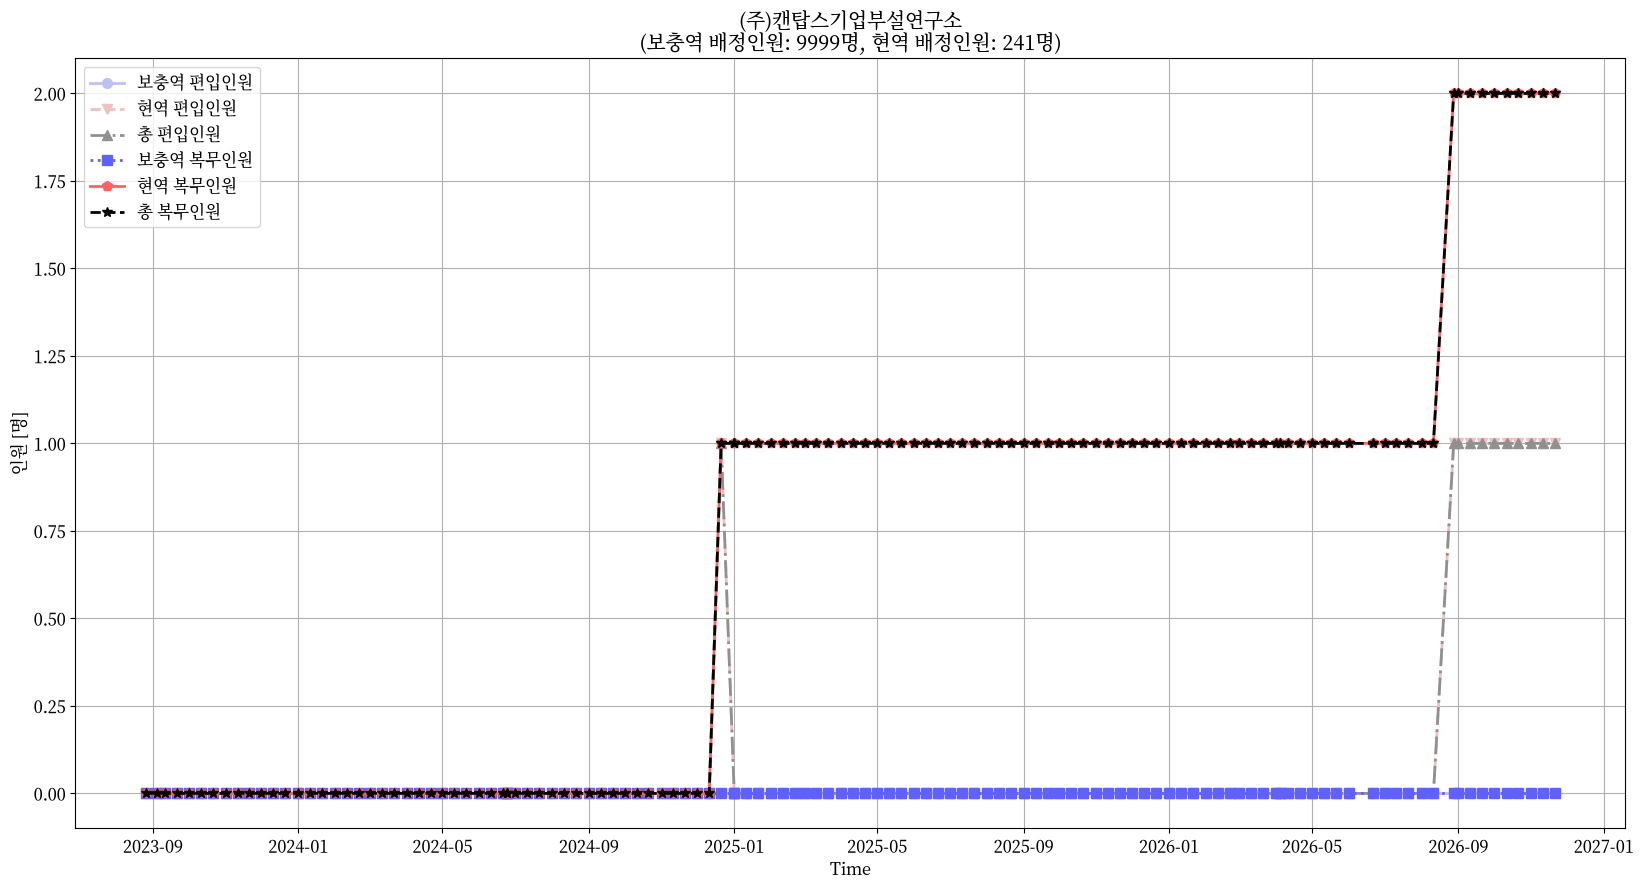 (주)캔탑스기업부설연구소
(보충역 배정인원: 9999명, 현역 배정인원: 241명)
보충역 편입인원
현역 편입인원
총 편입인원
보충역 복무인원
현역 복무인원
총 복무인원
2.00
1.75
1.50
1.25
1.00
0.75
0.50
0.25
0.00
인원 [명]
2023-09 2024-01 2024-05 2024-09 2025-01 2025-05 2025-09 2026-01 2026-05 2026-09 2027-01
Time